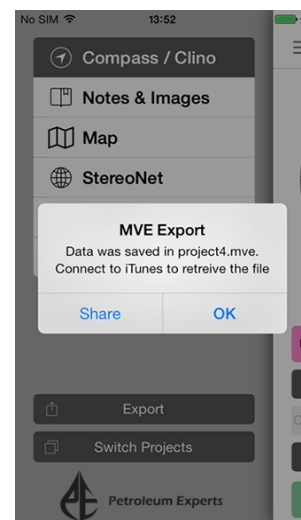 No SIM 13:52
Compass / Clino
Notes & Images
Map
StereoNet
MVE Export
Data was saved in project4.mve.
Connect to iTunes to retreive the file
Share OK
Export
Switch Projects
Petroleum Experts